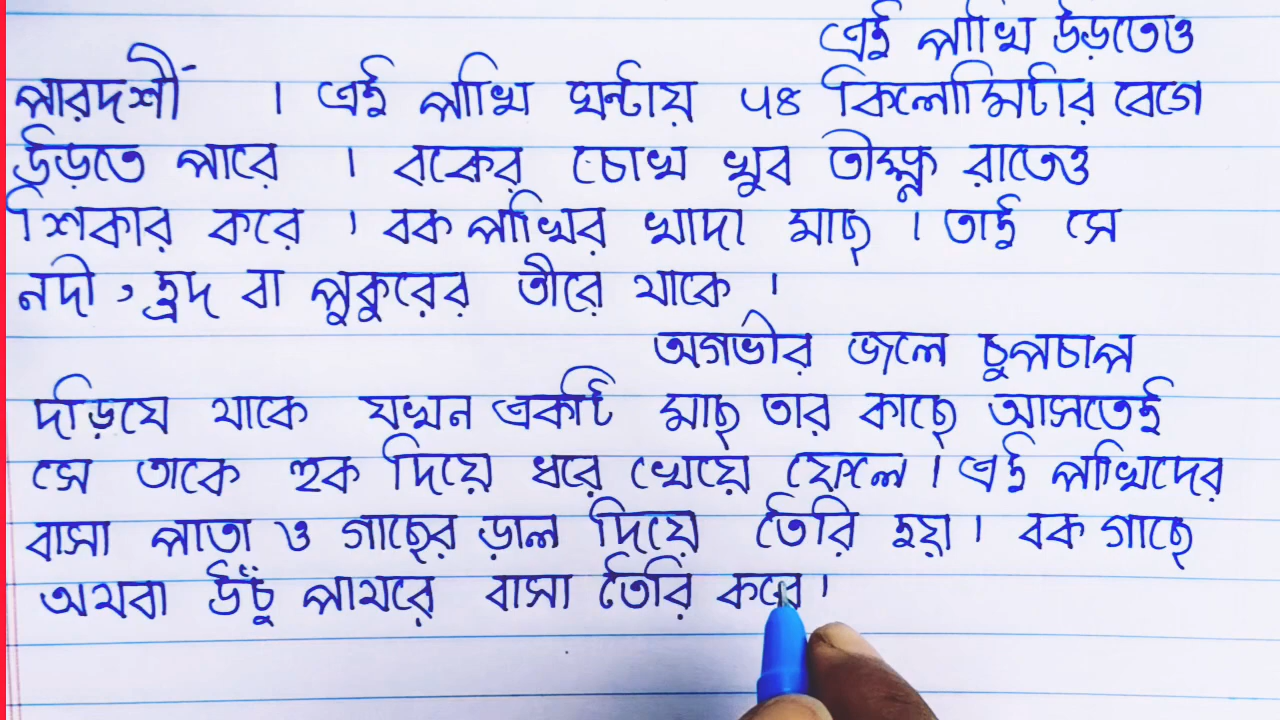 এই পাখি উড়তেও
পারদর্শী । এই পাখি ঘন্টায় ৫৪ কিলোমিটার বেগে
উড়তে পারে । বকের চোখ খুব তীক্ষ্ণ রাতেও
শিকার করে । বক পাখির খাদ্য মাছ । তাই সে
নদী, হ্রদ বা পুকুরের তীরে থাকে ।
অগভীর জলে চুপচাপ
দাঁড়িয়ে থাকে যখন একটি মাছ তার কাছে আসতেই
সে তাকে হুক দিয়ে ধরে খেয়ে ফেলে । এই পাখিদের
বাসা পাতা ও গাছের ডাল দিয়ে তৈরি হয় । বক গাছে
অথবা উঁচু পাথরে বাসা তৈরি করে ।